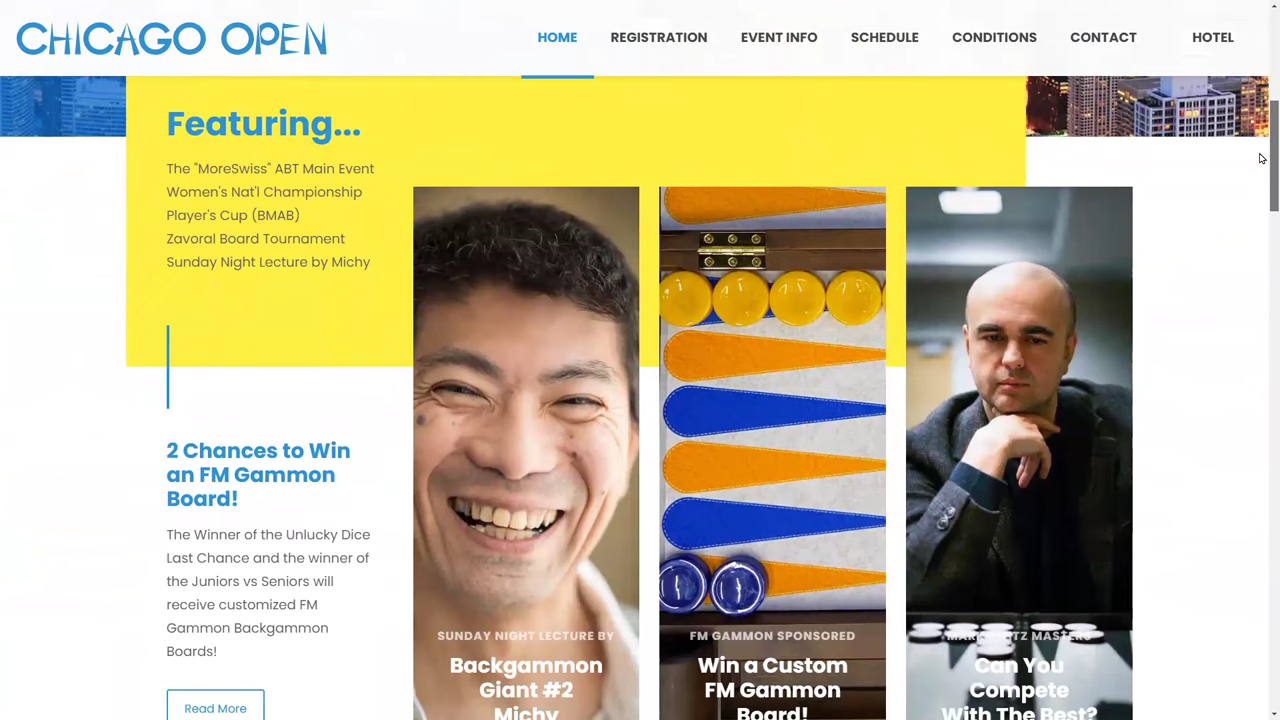 CHICAGO OPEN
HOME REGISTRATION EVENT INFO SCHEDULE CONDITIONS CONTACT HOTEL
Featuring...
The "MoreSwiss" ABT Main Event
Women's Nat'l Championship
Player's Cup (BMAB)
Zavoral Board Tournament
Sunday Night Lecture by Michy
2 Chances to Win
an FM Gammon
Board!
The Winner of the Unlucky Dice
Last Chance and the winner of
the Juniors vs Seniors will
receive customized FM
Gammon Backgammon
Boards!
Read More
SUNDAY NIGHT LECTURE BY
Backgammon
Giant #2
Michy
FM GAMMON SPONSORED
Win a Custom
FM Gammon
Board!
MASTERS
Can You
Compete
With The Best?